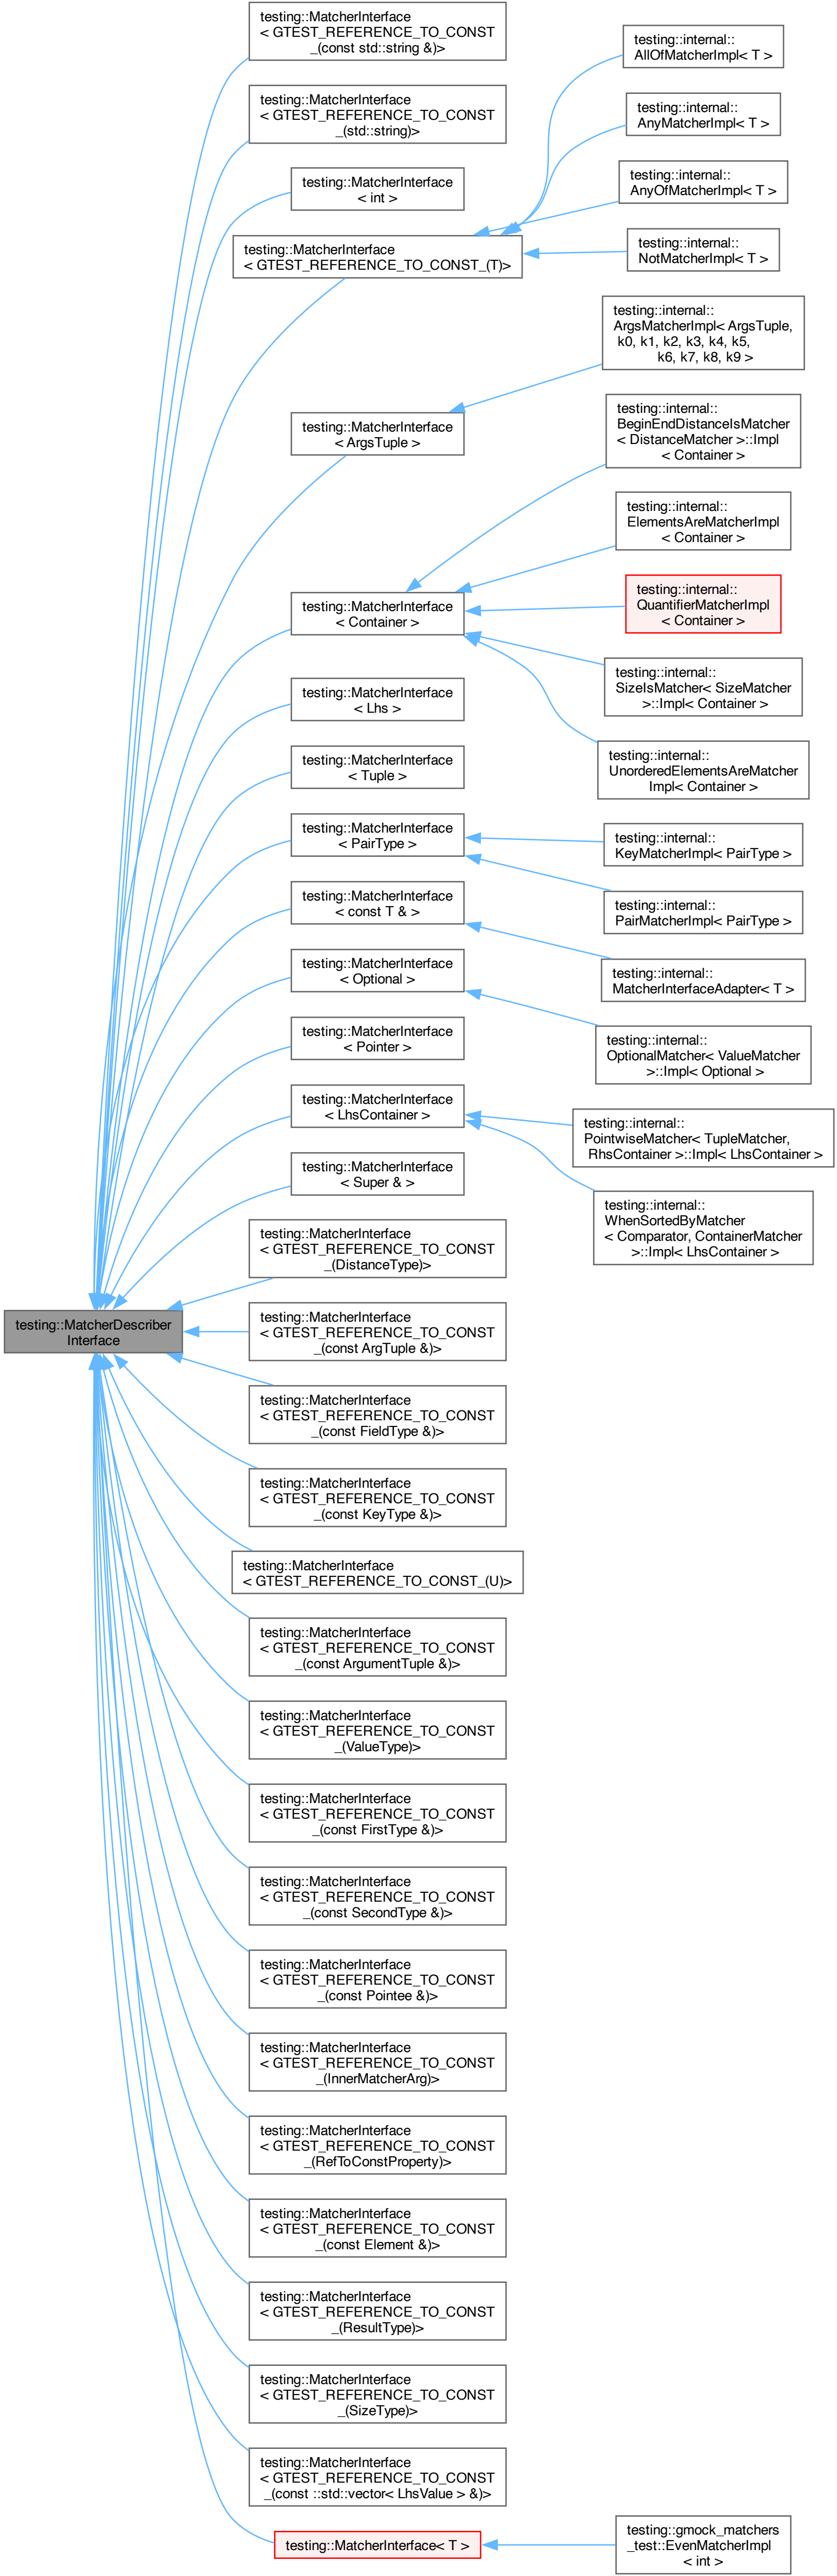 testing::MatcherInterface
< GTEST_REFERENCE_TO_CONST
_(const std::string &)>
testing::MatcherInterface
< GTEST_REFERENCE_TO_CONST
_(std::string)>
testing::MatcherInterface
< int >
testing::MatcherInterface
< GTEST_REFERENCE_TO_CONST_(T)>
testing::internal::
AllOfMatcherImpl< T >
testing::internal::
AnyMatcherImpl< T >
testing::internal::
AnyOfMatcherImpl< T >
testing::internal::
NotMatcherImpl< T >
testing::MatcherInterface
< ArgsTuple >
testing::internal::
ArgsMatcherImpl< ArgsTuple,
k0, k1, k2, k3, k4, k5,
k6, k7, k8, k9 >
testing::MatcherInterface
< Container >
testing::internal::
BeginEndDistanceIsMatcher
< DistanceMatcher >::Impl
< Container >
testing::internal::
ElementsAreMatcherImpl
< Container >
testing::internal::
QuantifierMatcherImpl
< Container >
testing::internal::
SizeIsMatcher< SizeMatcher
>::Impl< Container >
testing::internal::
UnorderedElementsAreMatcher
Impl< Container >
testing::MatcherInterface
< Lhs >
testing::MatcherInterface
< Tuple >
testing::MatcherInterface
< PairType >
testing::internal::
KeyMatcherImpl< PairType >
testing::internal::
PairMatcherImpl< PairType >
testing::MatcherInterface
< const T & >
testing::internal::
MatcherInterfaceAdapter< T >
testing::MatcherInterface
< Optional >
testing::internal::
OptionalMatcher< ValueMatcher
>::Impl< Optional >
testing::MatcherInterface
< Pointer >
testing::MatcherInterface
< LhsContainer >
testing::internal::
PointwiseMatcher< TupleMatcher,
RhsContainer >::Impl< LhsContainer >
testing::internal::
WhenSortedByMatcher
< Comparator, ContainerMatcher
>::Impl< LhsContainer >
testing::MatcherInterface
< Super & >
testing::MatcherInterface
< GTEST_REFERENCE_TO_CONST
_(DistanceType)>
testing::MatcherDescriber
Interface
testing::MatcherInterface
< GTEST_REFERENCE_TO_CONST
_(const ArgTuple &)>
testing::MatcherInterface
< GTEST_REFERENCE_TO_CONST
_(const FieldType &)>
testing::MatcherInterface
< GTEST_REFERENCE_TO_CONST
_(const KeyType &)>
testing::MatcherInterface
< GTEST_REFERENCE_TO_CONST_(U)>
testing::MatcherInterface
< GTEST_REFERENCE_TO_CONST
_(const ArgumentTuple &)>
testing::MatcherInterface
< GTEST_REFERENCE_TO_CONST
_(ValueType)>
testing::MatcherInterface
< GTEST_REFERENCE_TO_CONST
_(const FirstType &)>
testing::MatcherInterface
< GTEST_REFERENCE_TO_CONST
_(const SecondType &)>
testing::MatcherInterface
< GTEST_REFERENCE_TO_CONST
_(const Pointee &)>
testing::MatcherInterface
< GTEST_REFERENCE_TO_CONST
_(InnerMatcherArg)>
testing::MatcherInterface
< GTEST_REFERENCE_TO_CONST
_(RefToConstProperty)>
testing::MatcherInterface
< GTEST_REFERENCE_TO_CONST
_(const Element &)>
testing::MatcherInterface
< GTEST_REFERENCE_TO_CONST
_(ResultType)>
testing::MatcherInterface
< GTEST_REFERENCE_TO_CONST
_(SizeType)>
testing::MatcherInterface
< GTEST_REFERENCE_TO_CONST
_(const ::std::vector< LhsValue > &)>
testing::MatcherInterface< T >
testing::gmock_matchers
_test::EvenMatcherImpl
< int >